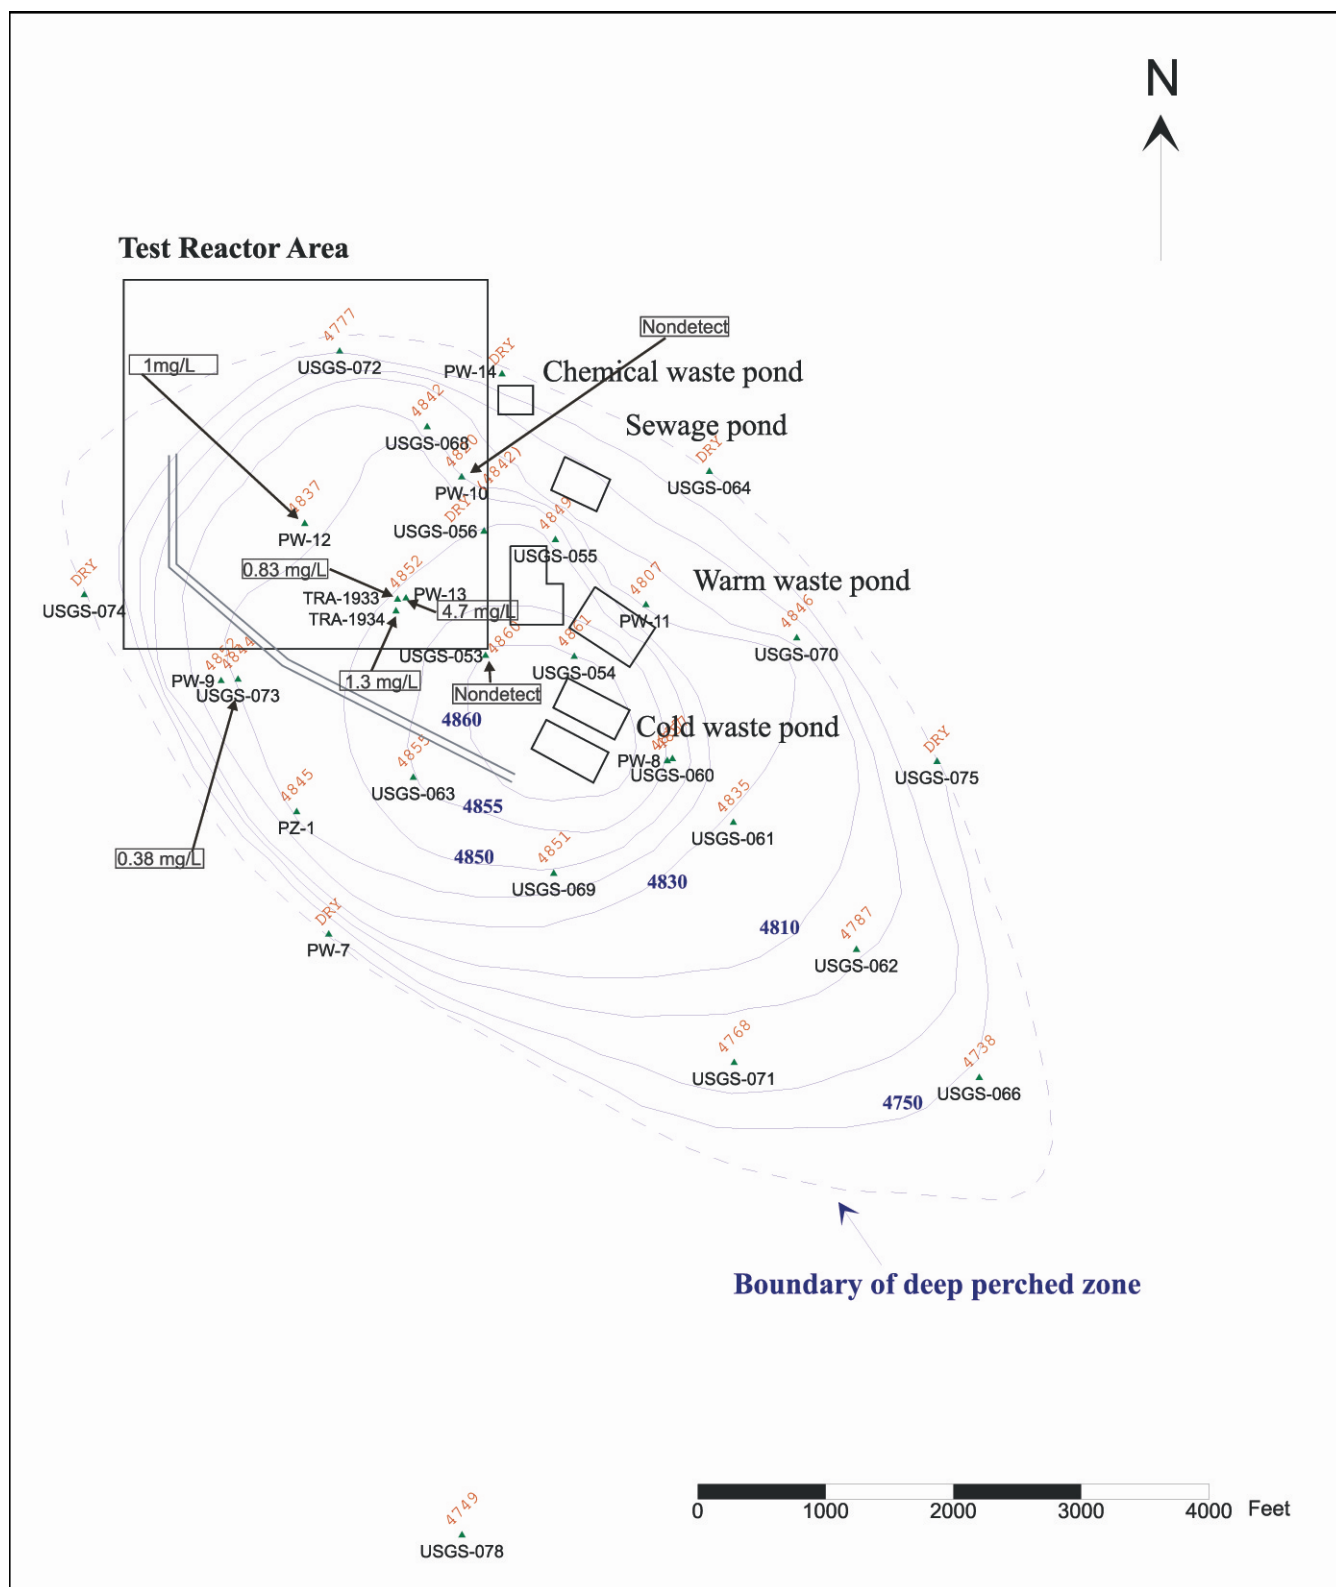 N
Test Reactor Area
4777
Nondetect
1mg/L
USGS-072
PW-14
DRY
Chemical waste pond
4842
Sewage pond
USGS-068
4820
DRY (4842)
DRY
USGS-064
PW-10
4837
4849
USGS-056
PW-12
USGS-055
0.83 mg/L
4852
DRY
Warm waste pond
4807
TRA-1933
PW-13
4.7 mg/L
USGS-074
TRA-1934
PW-11
4846
4860
4861
USGS-070
USGS-053
4852
4844
PW-9
USGS-073
USGS-054
1.3 mg/L
Nondetect
4860
Cold waste pond
4855
PW-8
USGS-060
DRY
USGS-075
USGS-063
4845
4855
4835
PZ-1
USGS-061
0.38 mg/L
4850
4851
4830
USGS-069
DRY
4810
4787
PW-7
USGS-062
4768
4738
USGS-071
USGS-066
4750
Boundary of deep perched zone
0 1000 2000 3000 4000 Feet
4749
USGS-078